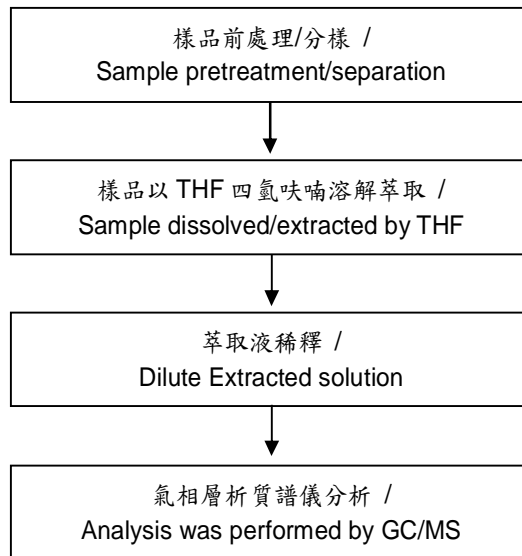 樣品前處理/分樣 /
Sample pretreatment/separation
樣品以 THF 四氫呋喃溶解萃取 /
Sample dissolved/extracted by THF
萃取液稀釋 /
Dilute Extracted solution
氣相層析質譜儀分析 /
Analysis was performed by GC/MS